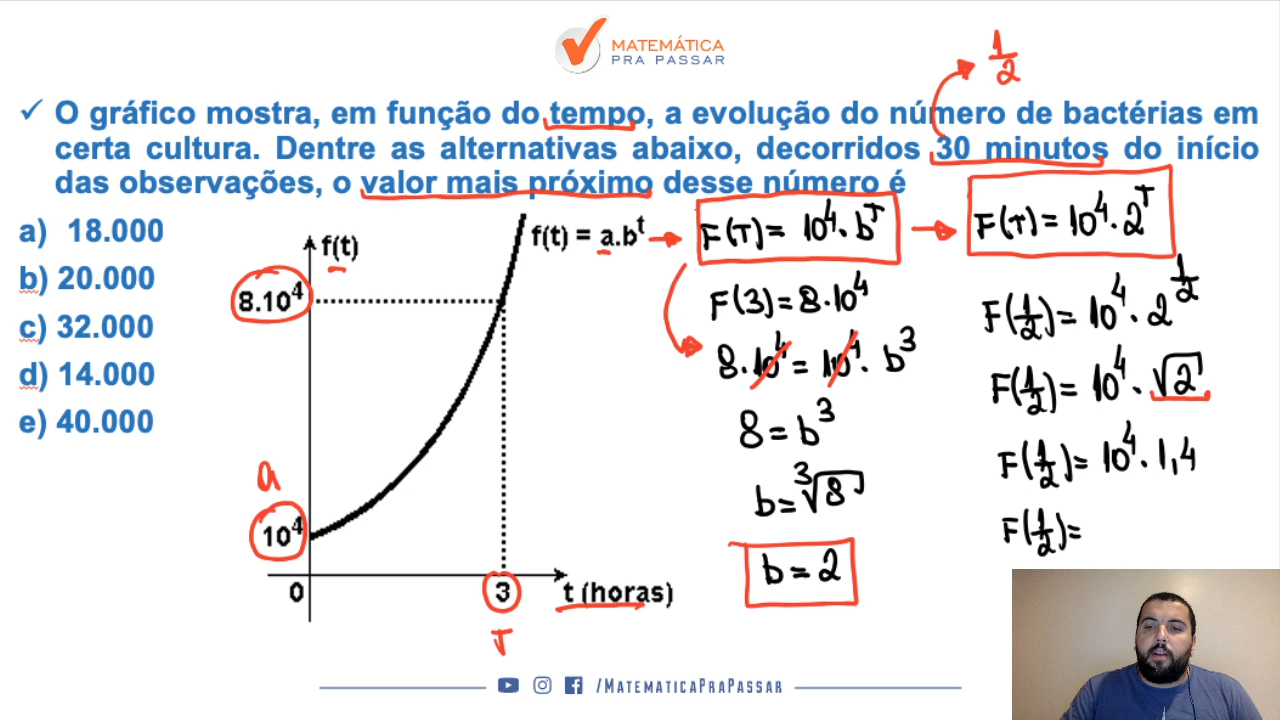 MATEMÁTICA
PRA PASSAR
1/2
✓ O gráfico mostra, em função do tempo, a evolução do número de bactérias em
certa cultura. Dentre as alternativas abaixo, decorridos 30 minutos do início
das observações, o valor mais próximo desse número é
a) 18.000
b) 20.000
c) 32.000
d) 14.000
e) 40.000
f(t)
f(t) = a.bᵗ
8.10⁴
a
10⁴
0
3
t (horas)
T
F(T) = 10⁴. bᵀ
F(3) = 8.10⁴
8.10⁴ = 10⁴. b³
8 = b³
b = ³√8
b = 2
F(T) = 10⁴. 2ᵀ
F(1/2) = 10⁴. 2^1/2
F(1/2) = 10⁴. √2
F(1/2) = 10⁴. 1,4
F(1/2) =
/MATEMATICAPRAPASSAR